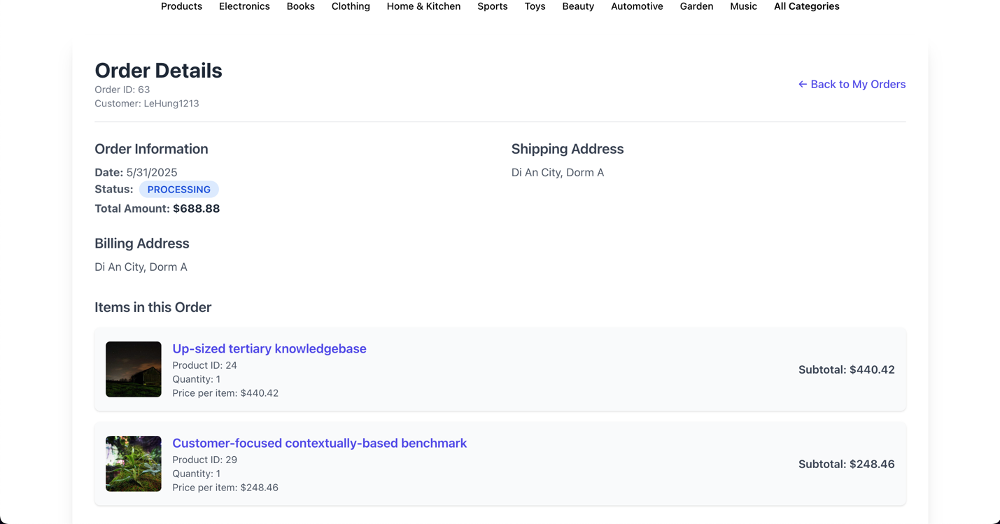 Products Electronics Books Clothing Home & Kitchen Sports Toys Beauty Automotive Garden Music All Categories
Order Details
Order ID: 63
Customer: LeHung1213
← Back to My Orders
Order Information
Date: 5/31/2025
Status: PROCESSING
Total Amount: $688.88
Shipping Address
Di An City, Dorm A
Billing Address
Di An City, Dorm A
Items in this Order
Up-sized tertiary knowledgebase
Product ID: 24
Quantity: 1
Price per item: $440.42
Subtotal: $440.42
Customer-focused contextually-based benchmark
Product ID: 29
Quantity: 1
Price per item: $248.46
Subtotal: $248.46